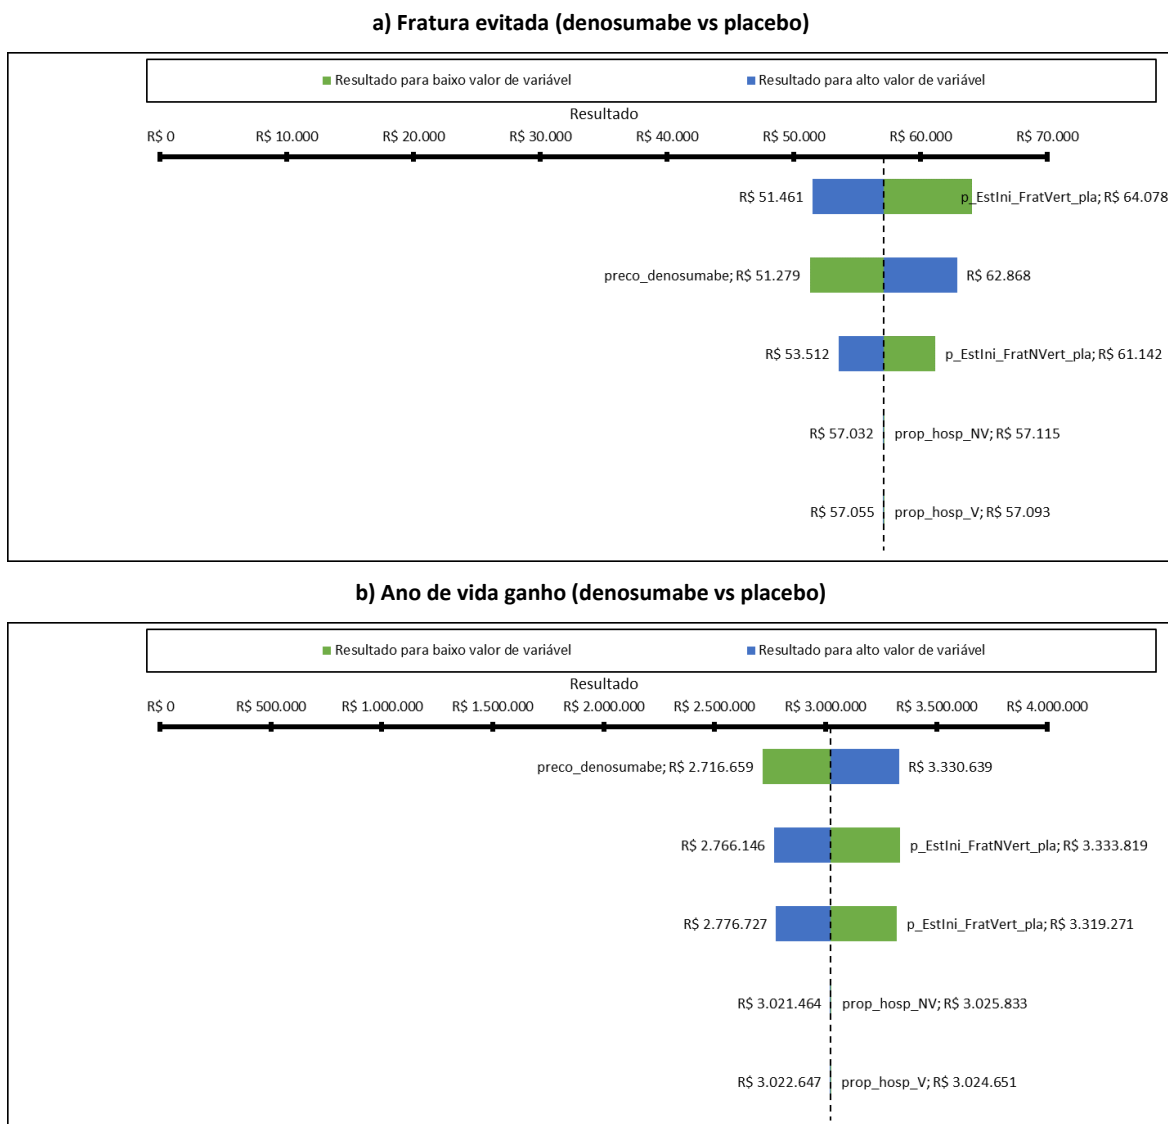 a) Fratura evitada (denosumabe vs placebo)
Resultado para baixo valor de variável Resultado para alto valor de variável
Resultado
R$ 0 R$ 10.000 R$ 20.000 R$ 30.000 R$ 40.000 R$ 50.000 R$ 60.000 R$ 70.000
R$ 51.461 p_EstIni_FratVert_pla; R$ 64.078
preco_denosumabe; R$ 51.279 R$ 62.868
R$ 53.512 p_EstIni_FratNVert_pla; R$ 61.142
R$ 57.032 prop_hosp_NV; R$ 57.115
R$ 57.055 prop_hosp_V; R$ 57.093
b) Ano de vida ganho (denosumabe vs placebo)
Resultado para baixo valor de variável Resultado para alto valor de variável
Resultado
R$ 0 R$ 500.000 R$ 1.000.000 R$ 1.500.000 R$ 2.000.000 R$ 2.500.000 R$ 3.000.000 R$ 3.500.000 R$ 4.000.000
preco_denosumabe; R$ 2.716.659 R$ 3.330.639
R$ 2.766.146 p_EstIni_FratNVert_pla; R$ 3.333.819
R$ 2.776.727 p_EstIni_FratVert_pla; R$ 3.319.271
R$ 3.021.464 prop_hosp_NV; R$ 3.025.833
R$ 3.022.647 prop_hosp_V; R$ 3.024.651